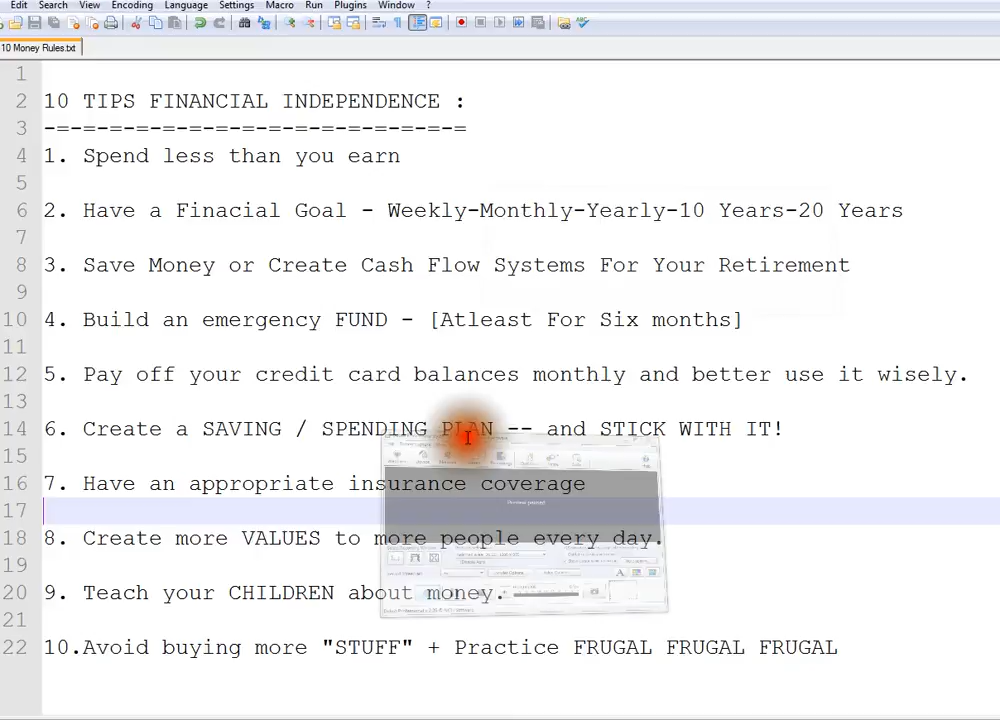 Edit Search View Encoding Language Settings Macro Run Plugins Window ?
10 Money Rules.txt
1
2 10 TIPS FINANCIAL INDEPENDENCE :
3 -=-=-=-=-=-=-=-=-=-=-=-=-=-=-=-=
4 1. Spend less than you earn
5
6 2. Have a Finacial Goal - Weekly-Monthly-Yearly-10 Years-20 Years
7
8 3. Save Money or Create Cash Flow Systems For Your Retirement
9
10 4. Build an emergency FUND - [Atleast For Six months]
11
12 5. Pay off your credit card balances monthly and better use it wisely.
13
14 6. Create a SAVING / SPENDING PLAN -- and STICK WITH IT!
15
16 7. Have an appropriate insurance coverage
17
18 8. Create more VALUES to more people every day.
19
20 9. Teach your CHILDREN about money.
21
22 10.Avoid buying more "STUFF" + Practice FRUGAL FRUGAL FRUGAL